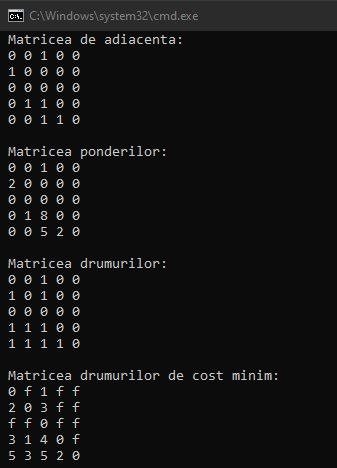 C:\Windows\system32\cmd.exe
Matricea de adiacenta:
0 0 1 0 0
1 0 0 0 0
0 0 0 0 0
0 1 1 0 0
0 0 1 1 0
Matricea ponderilor:
0 0 1 0 0
2 0 0 0 0
0 0 0 0 0
0 1 8 0 0
0 0 5 2 0
Matricea drumurilor:
0 0 1 0 0
1 0 1 0 0
0 0 0 0 0
1 1 1 0 0
1 1 1 1 0
Matricea drumurilor de cost minim:
0 f 1 f f
2 0 3 f f
f f 0 f f
3 1 4 0 f
5 3 5 2 0